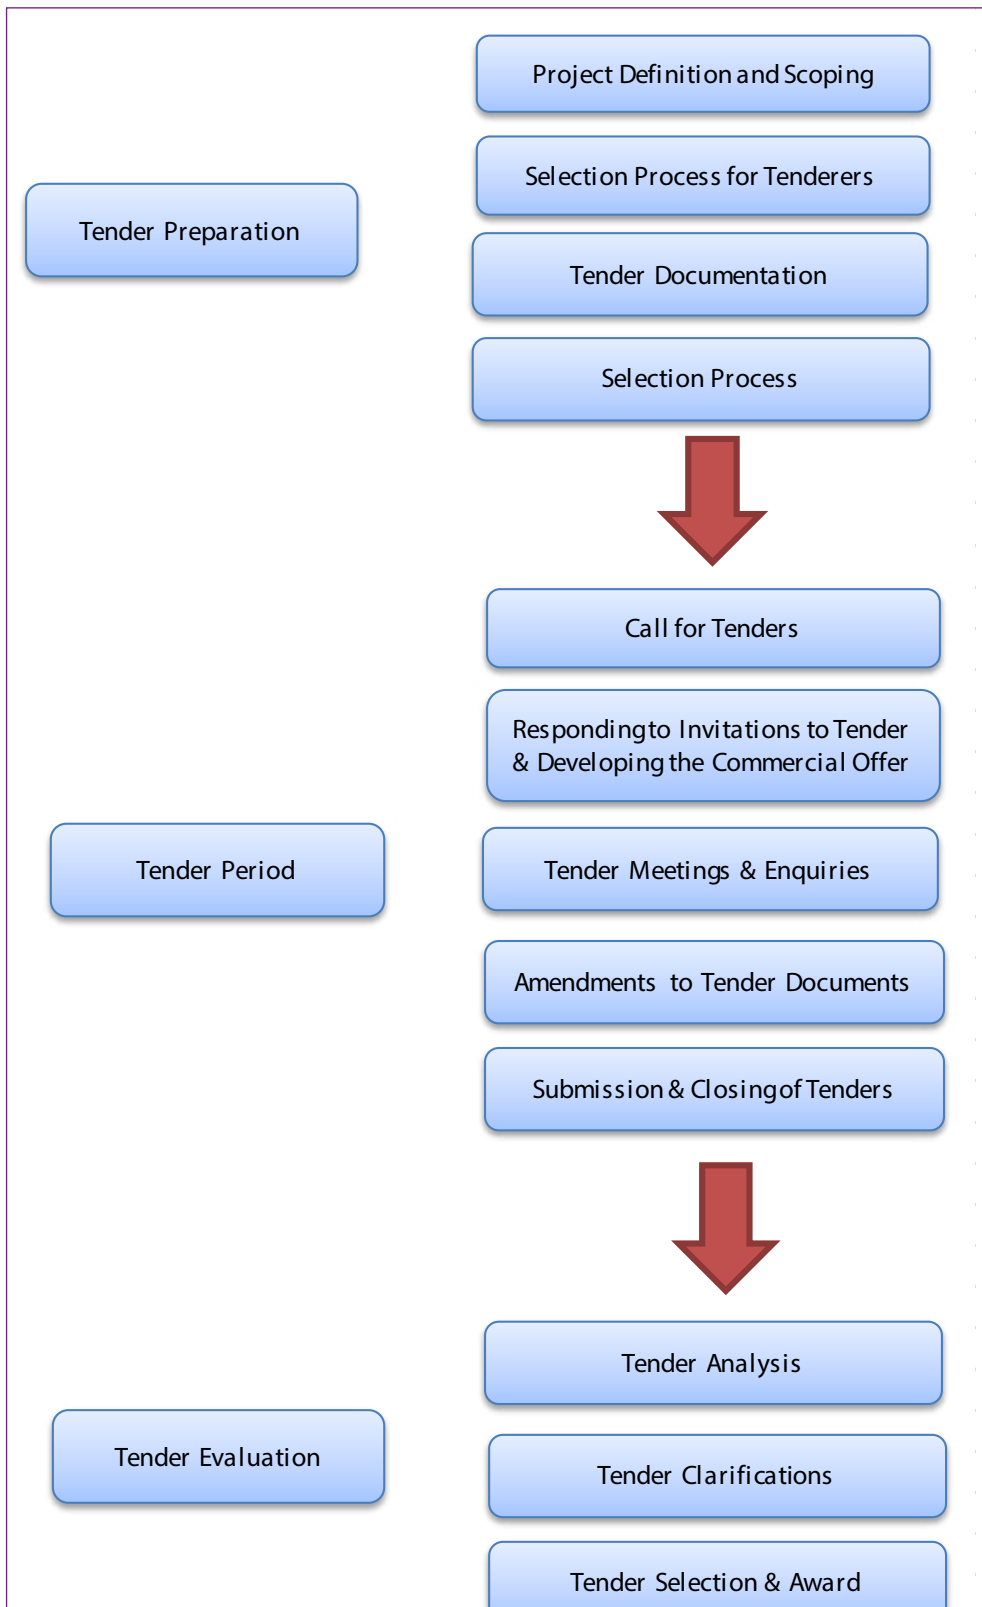 Project Definition and Scoping
Selection Process for Tenderers
Tender Preparation
Tender Documentation
Selection Process
Call for Tenders
Responding to Invitations to Tender
& Developing the Commercial Offer
Tender Period
Tender Meetings & Enquiries
Amendments to Tender Documents
Submission & Closing of Tenders
Tender Analysis
Tender Evaluation
Tender Clarifications
Tender Selection & Award